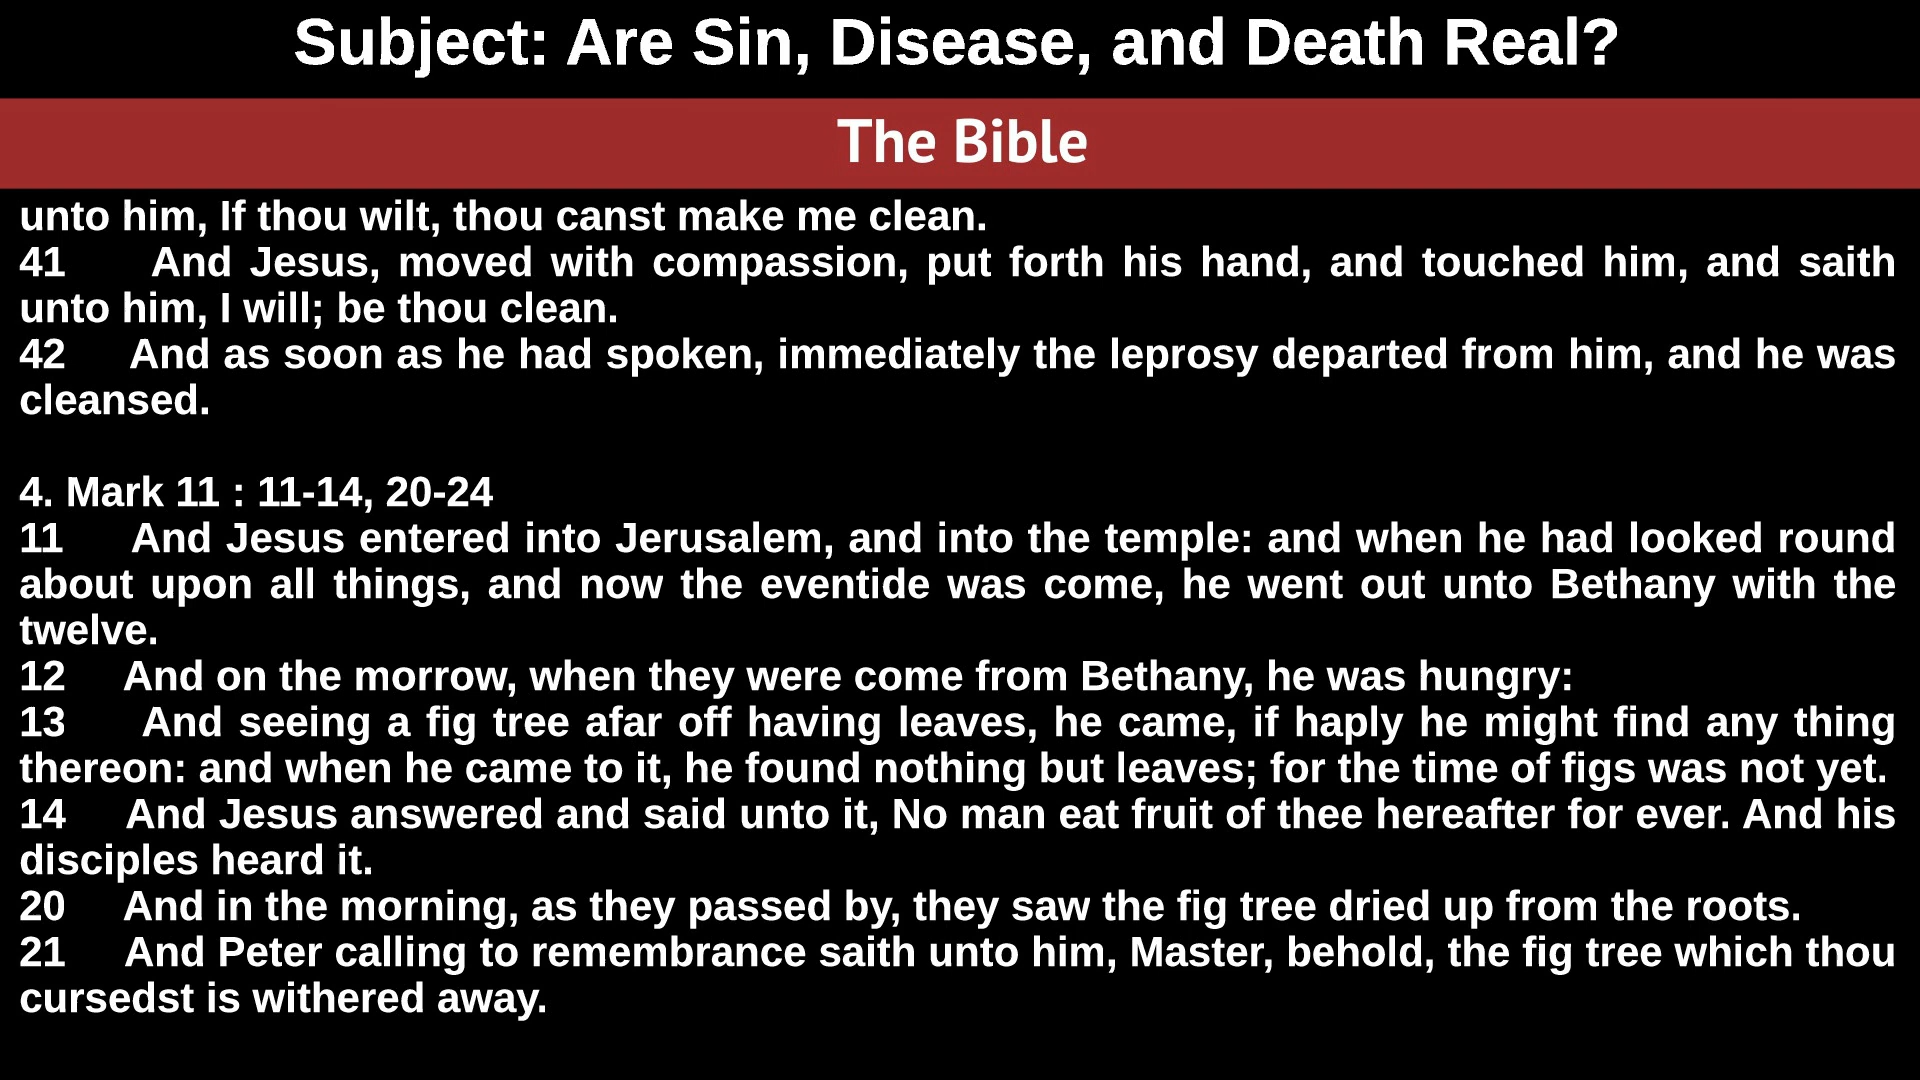 Subject: Are Sin, Disease, and Death Real?
The Bible
unto him, If thou wilt, thou canst make me clean.
41 And Jesus, moved with compassion, put forth his hand, and touched him, and saith
unto him, I will; be thou clean.
42 And as soon as he had spoken, immediately the leprosy departed from him, and he was
cleansed.
4. Mark 11 : 11-14, 20-24
11 And Jesus entered into Jerusalem, and into the temple: and when he had looked round
about upon all things, and now the eventide was come, he went out unto Bethany with the
twelve.
12 And on the morrow, when they were come from Bethany, he was hungry:
13 And seeing a fig tree afar off having leaves, he came, if haply he might find any thing
thereon: and when he came to it, he found nothing but leaves; for the time of figs was not yet.
14 And Jesus answered and said unto it, No man eat fruit of thee hereafter for ever. And his
disciples heard it.
20 And in the morning, as they passed by, they saw the fig tree dried up from the roots.
21 And Peter calling to remembrance saith unto him, Master, behold, the fig tree which thou
cursedst is withered away.